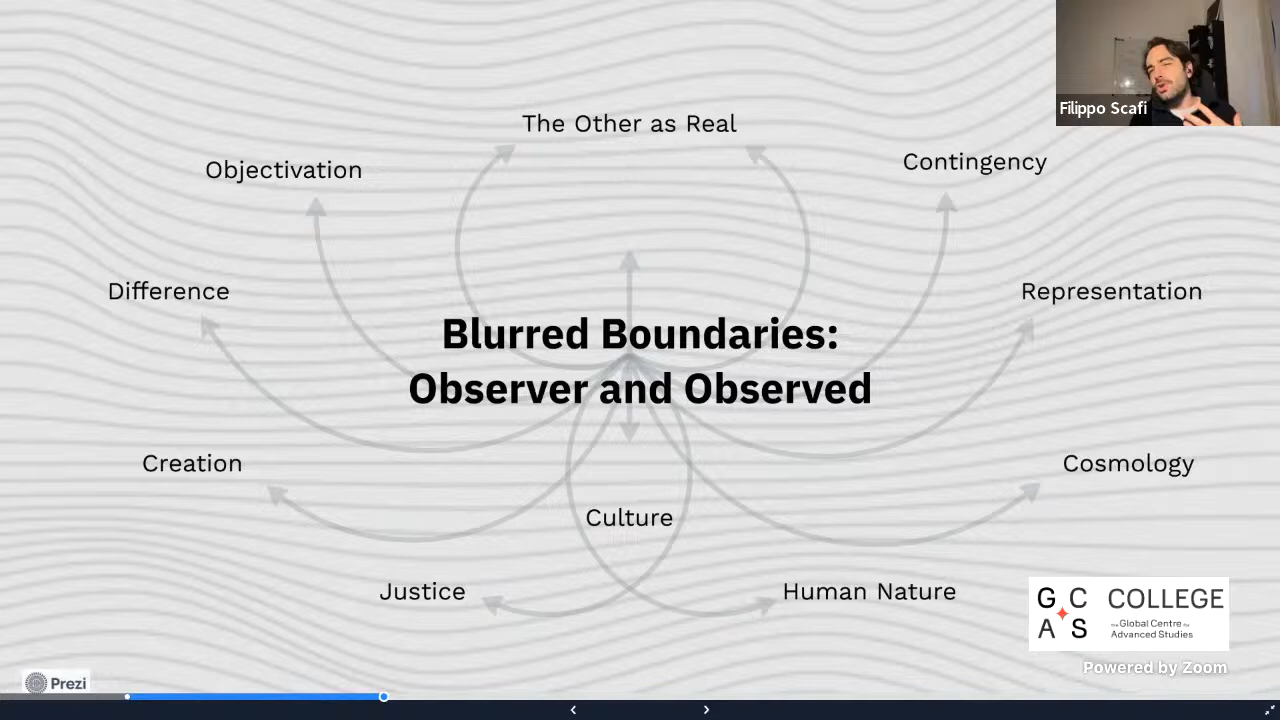 Filippo Scafi
The Other as Real
Objectivation
Contingency
Difference
Representation
Blurred Boundaries:
Observer and Observed
Creation
Cosmology
Culture
Justice
Human Nature
G C
A S
COLLEGE
the Global Centre for
Advanced Studies
Powered by Zoom
Prezi